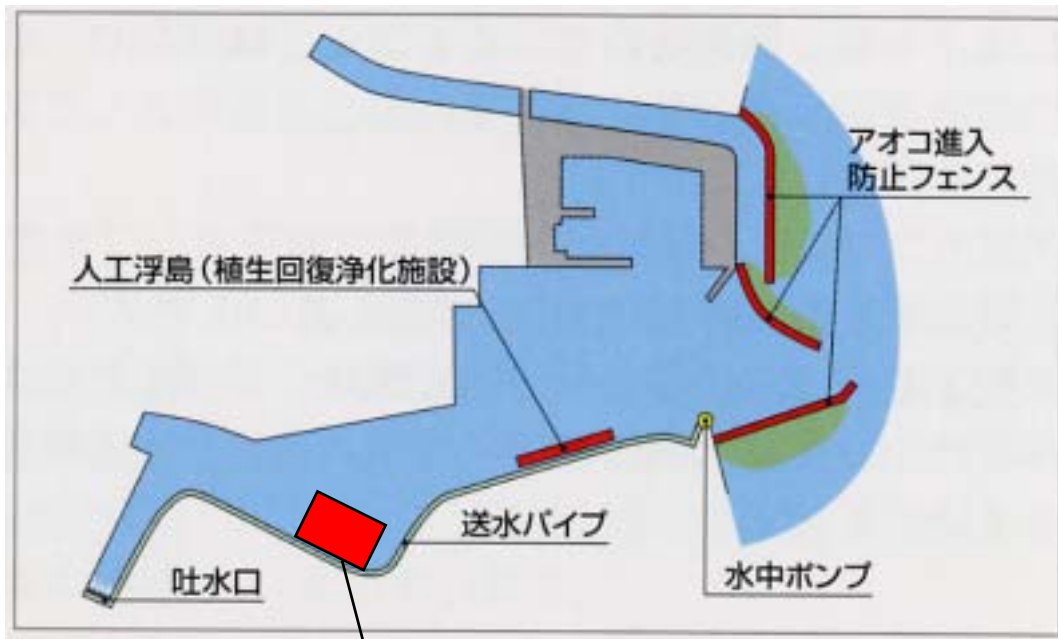 アオコ進入
防止フェンス
人工浮島（植生回復浄化施設）
送水パイプ
吐水口
水中ポンプ